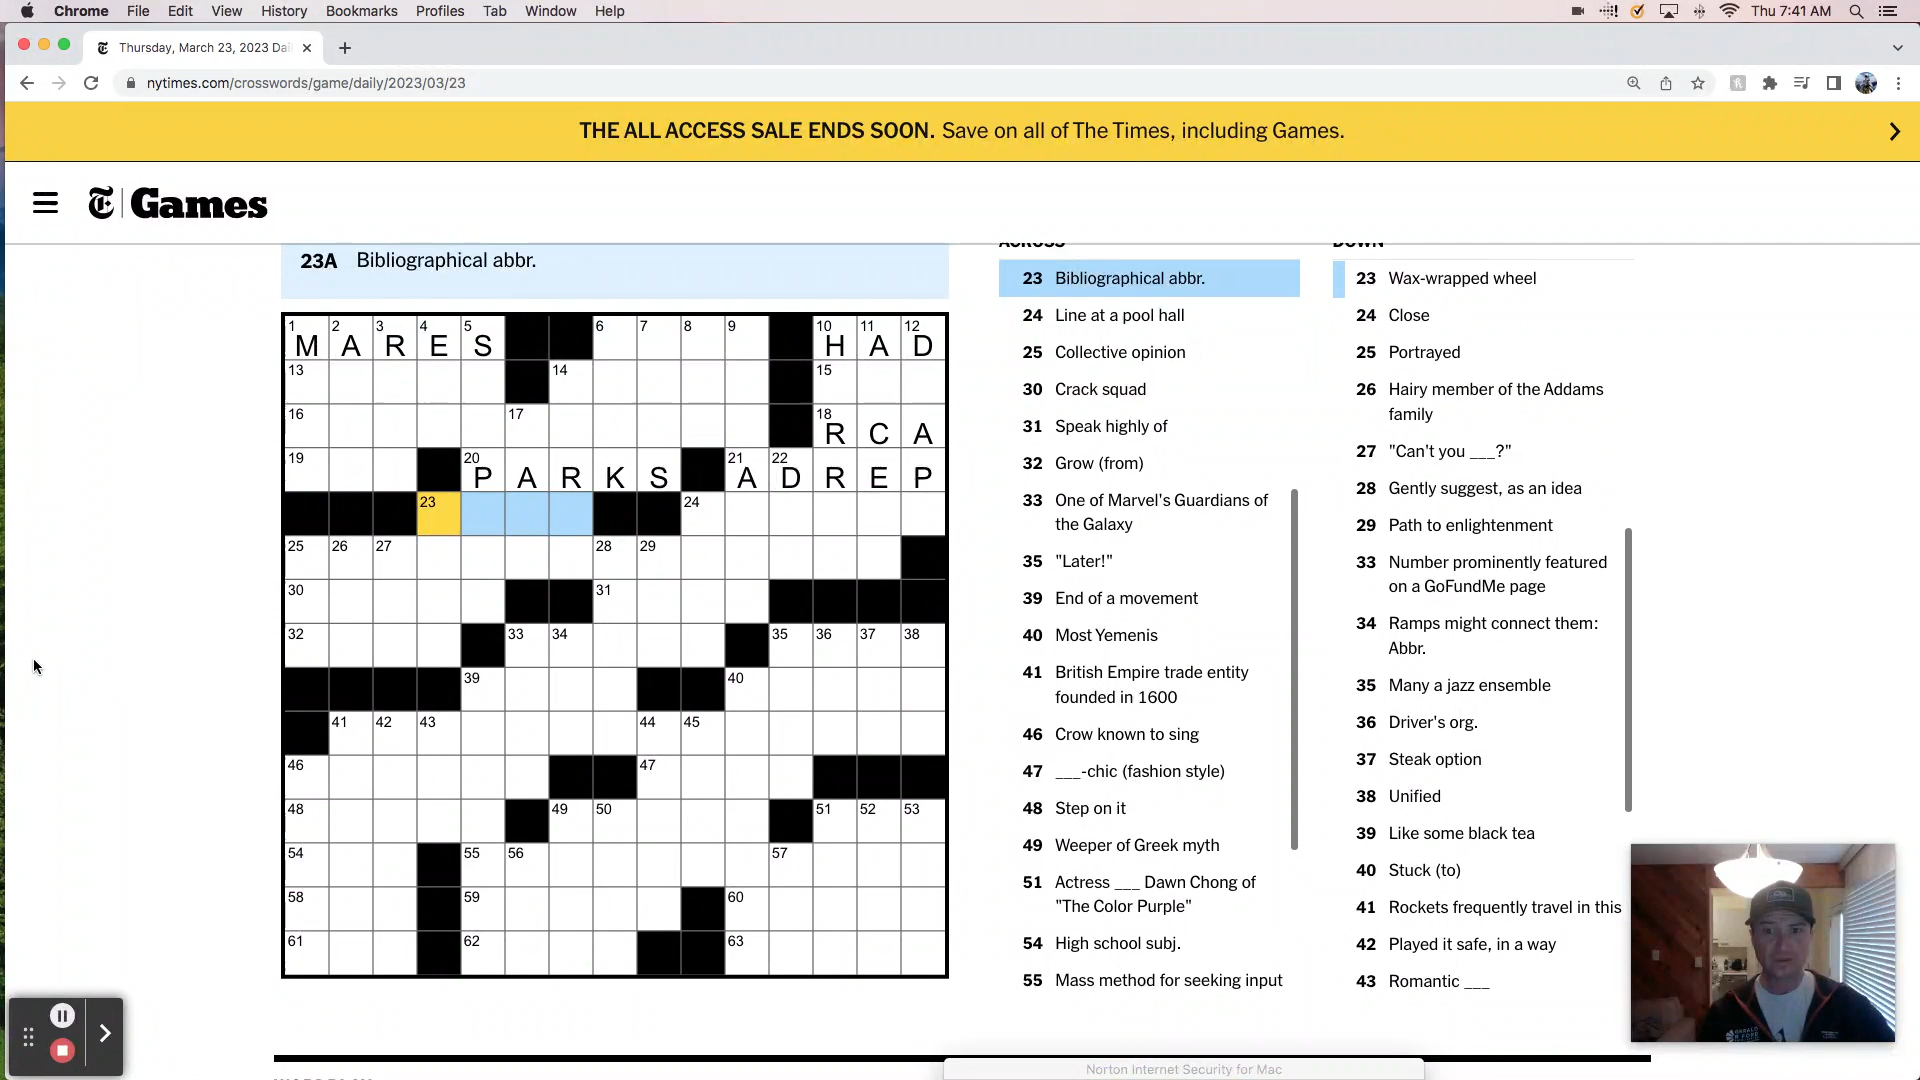 Chrome File Edit View History Bookmarks Profiles Tab Window Help Thu 7:41 AM
Thursday, March 23, 2023 Dai
nytimes.com/crosswords/game/daily/2023/03/23
THE ALL ACCESS SALE ENDS SOON. Save on all of The Times, including Games.
T Games
23A Bibliographical abbr.
1 2 3 4 5 6 7 8 9 10 11 12
M A R E S H A D
13 14 15
16 17 18
R C A
19 20 21 22
P A R K S A D R E P
23 24
25 26 27 28 29
30 31
32 33 34 35 36 37 38
39 40
41 42 43 44 45
46 47
48 49 50 51 52 53
54 55 56 57
58 59 60
61 62 63
ACROSS
23 Bibliographical abbr.
24 Line at a pool hall
25 Collective opinion
30 Crack squad
31 Speak highly of
32 Grow (from)
33 One of Marvel's Guardians of
the Galaxy
35 "Later!"
39 End of a movement
40 Most Yemenis
41 British Empire trade entity
founded in 1600
46 Crow known to sing
47 ___-chic (fashion style)
48 Step on it
49 Weeper of Greek myth
51 Actress ___ Dawn Chong of
"The Color Purple"
54 High school subj.
55 Mass method for seeking input
DOWN
23 Wax-wrapped wheel
24 Close
25 Portrayed
26 Hairy member of the Addams
family
27 "Can't you ___?"
28 Gently suggest, as an idea
29 Path to enlightenment
33 Number prominently featured
on a GoFundMe page
34 Ramps might connect them:
Abbr.
35 Many a jazz ensemble
36 Driver's org.
37 Steak option
38 Unified
39 Like some black tea
40 Stuck (to)
41 Rockets frequently travel in this
42 Played it safe, in a way
43 Romantic ___
Norton Internet Security for Mac